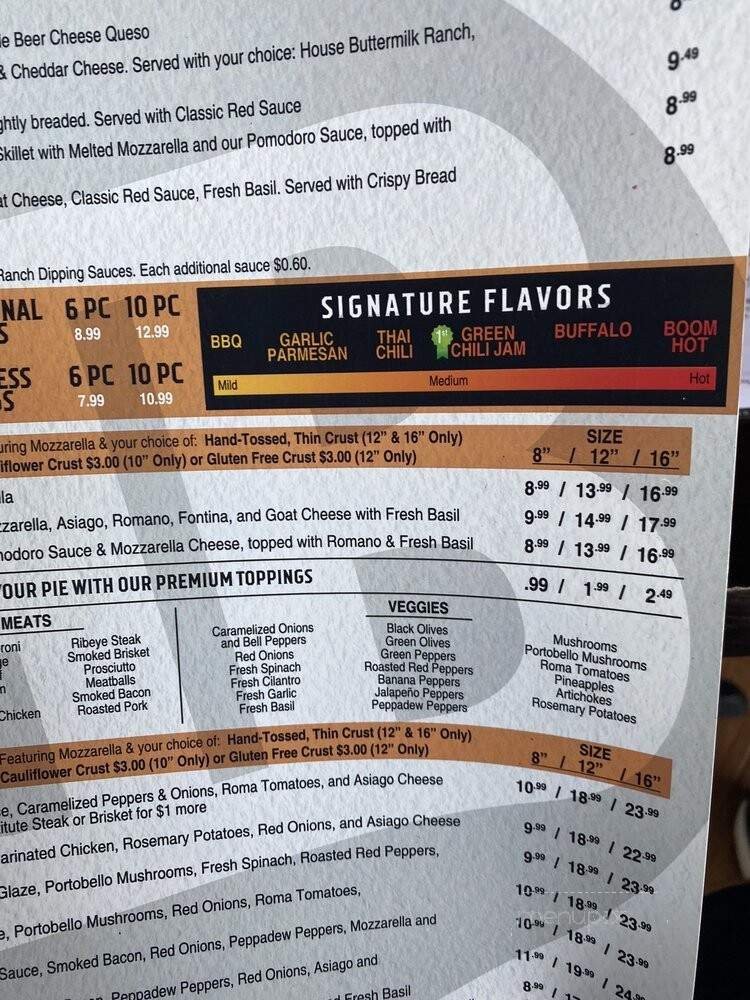 ie Beer Cheese Queso
& Cheddar Cheese. Served with your choice: House Buttermilk Ranch,
9.49
ghtly breaded. Served with Classic Red Sauce
8.99
Skillet with Melted Mozzarella and our Pomodoro Sauce, topped with
8.99
at Cheese, Classic Red Sauce, Fresh Basil. Served with Crispy Bread
Ranch Dipping Sauces. Each additional sauce $0.60.
NAL 6 PC 10 PC
S 8.99 12.99
ESS 6 PC 10 PC
S 7.99 10.99
SIGNATURE FLAVORS
BBQ GARLIC PARMESAN THAI CHILI 1st GREEN CHILI JAM BUFFALO BOOM HOT
Mild Medium Hot
uring Mozzarella & your choice of: Hand-Tossed, Thin Crust (12" & 16" Only)
iflower Crust $3.00 (10" Only) or Gluten Free Crust $3.00 (12" Only)
SIZE
8" / 12" / 16"
la 8.99 / 13.99 / 16.99
zzarella, Asiago, Romano, Fontina, and Goat Cheese with Fresh Basil 9.99 / 14.99 / 17.99
modoro Sauce & Mozzarella Cheese, topped with Romano & Fresh Basil 8.99 / 13.99 / 16.99
YOUR PIE WITH OUR PREMIUM TOPPINGS .99 / 1.99 / 2.49
MEATS
roni
ge
f
n
Chicken
Ribeye Steak
Smoked Brisket
Prosciutto
Meatballs
Smoked Bacon
Roasted Pork
VEGGIES
Caramelized Onions
and Bell Peppers
Red Onions
Fresh Spinach
Fresh Cilantro
Fresh Garlic
Fresh Basil
Black Olives
Green Olives
Green Peppers
Roasted Red Peppers
Banana Peppers
Jalapeño Peppers
Peppadew Peppers
Mushrooms
Portobello Mushrooms
Roma Tomatoes
Pineapples
Artichokes
Rosemary Potatoes
Featuring Mozzarella & your choice of: Hand-Tossed, Thin Crust (12" & 16" Only)
Cauliflower Crust $3.00 (10" Only) or Gluten Free Crust $3.00 (12" Only)
SIZE
8" / 12" / 16"
e, Caramelized Peppers & Onions, Roma Tomatoes, and Asiago Cheese 10.99 / 18.99 / 23.99
itute Steak or Brisket for $1 more
arinated Chicken, Rosemary Potatoes, Red Onions, and Asiago Cheese 9.99 / 18.99 / 22.99
Glaze, Portobello Mushrooms, Fresh Spinach, Roasted Red Peppers, 9.99 / 18.99 / 23.99
e, Portobello Mushrooms, Red Onions, Roma Tomatoes, 10.99 / 18.99 / 23.99
Sauce, Smoked Bacon, Red Onions, Peppadew Peppers, Mozzarella and 10.99 / 18.99 / 23.99
Peppadew Peppers, Red Onions, Asiago and 11.99 / 19.99 / 24.99
Fresh Basil 8.99 /